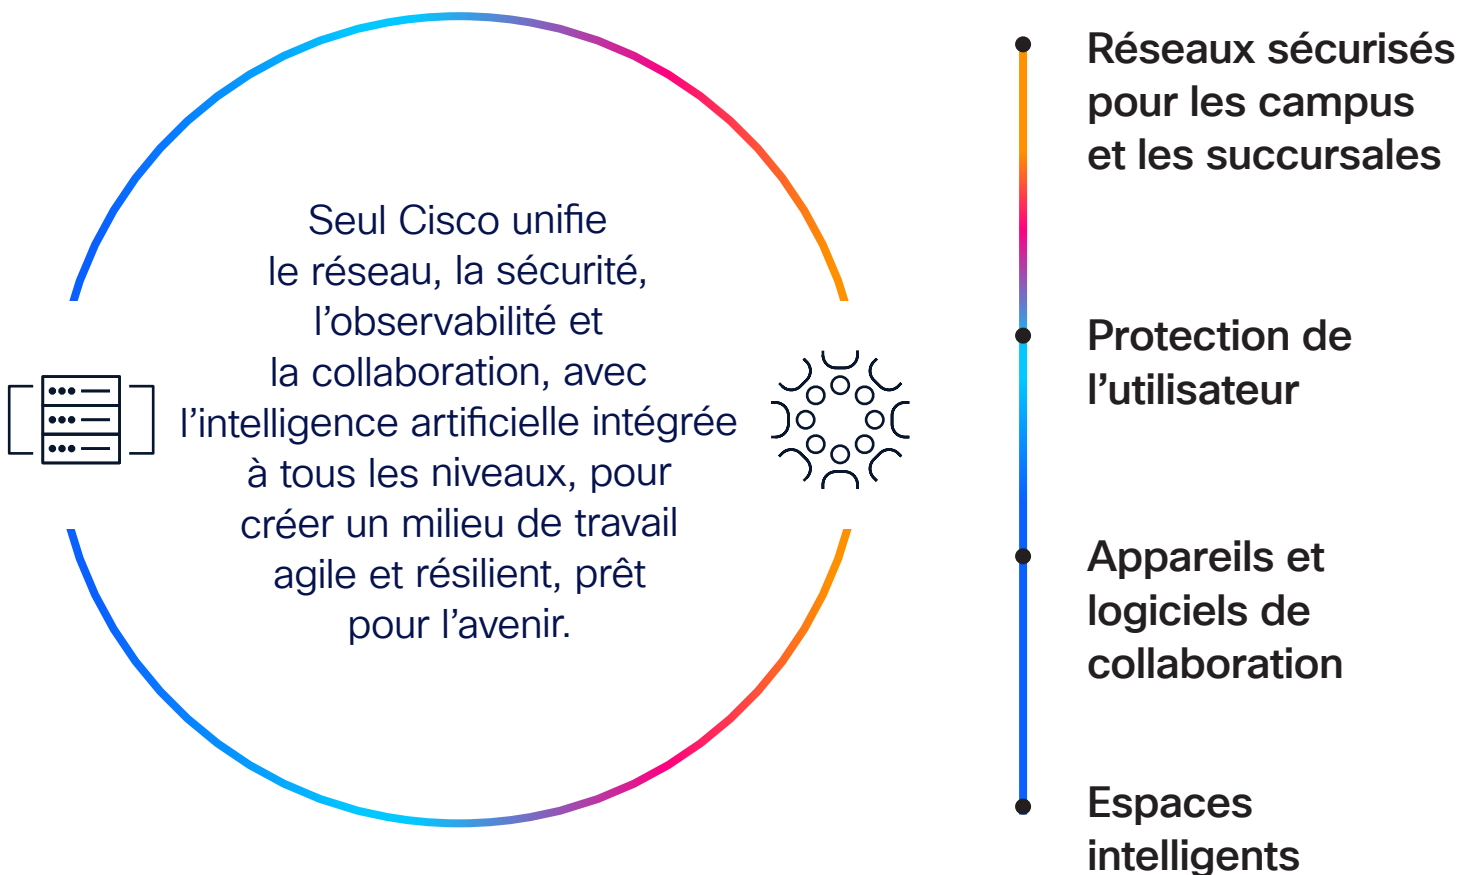 Seul Cisco unifie
le réseau, la sécurité,
l’observabilité et
la collaboration, avec
l’intelligence artificielle intégrée
à tous les niveaux, pour
créer un milieu de travail
agile et résilient, prêt
pour l’avenir.
Réseaux sécurisés
pour les campus
et les succursales
Protection de
l’utilisateur
Appareils et
logiciels de
collaboration
Espaces
intelligents